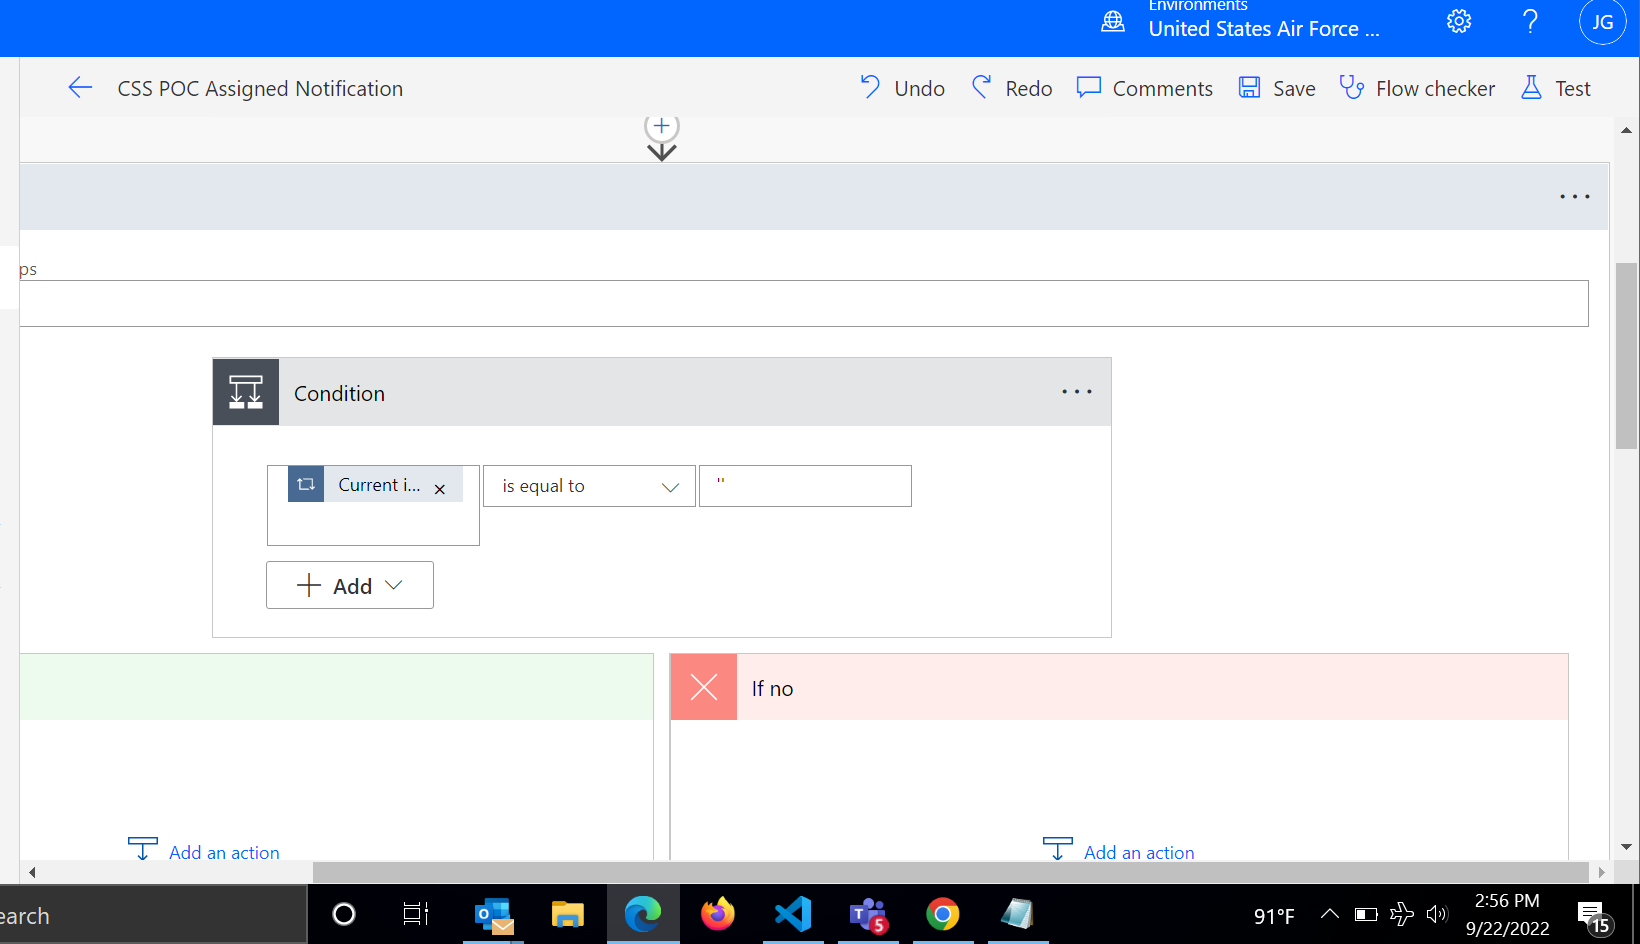 Environments
United States Air Force ...
JG
CSS POC Assigned Notification
Undo
Redo
Comments
Save
Flow checker
Test
ps
Condition
Current i...
is equal to
''
Add
If no
Add an action
Add an action
earch
5
91°F
2:56 PM
9/22/2022
15